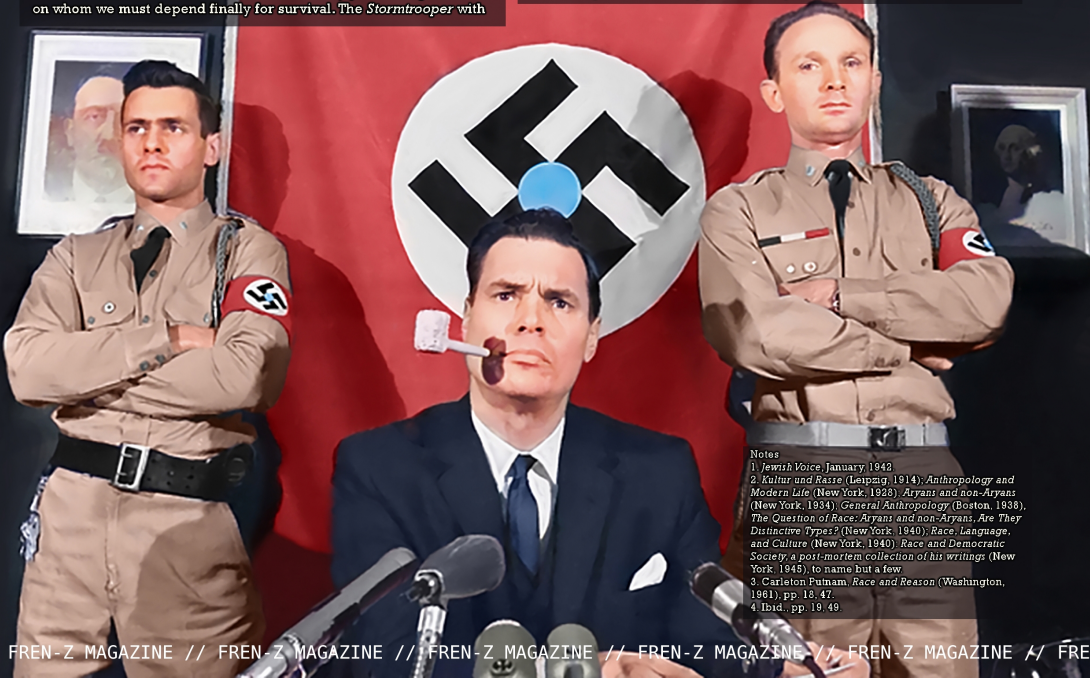 on whom we must depend finally for survival. The Stormtrooper with
Notes
1. Jewish Voice, January, 1942
2. Kultur und Rasse (Leipzig, 1914); Anthropology and
Modern Life (New York, 1928). Aryans and non-Aryans
(New York, 1934); General Anthropology (Boston, 1938),
The Question of Race: Aryans and non-Aryans, Are They
Distinctive Types? (New York, 1940); Race, Language,
and Culture (New York, 1940). Race and Democratic
Society, a post-mortem collection of his writings (New
York, 1945), to name but a few.
3. Carleton Putnam, Race and Reason (Washington,
1961), pp. 18, 47.
4. Ibid., pp. 19, 49.
FREN-Z MAGAZINE // FREN-Z MAGAZINE // FREN-Z MAGAZINE // FREN-Z MAGAZINE // FREN-Z MAGAZINE // FRE